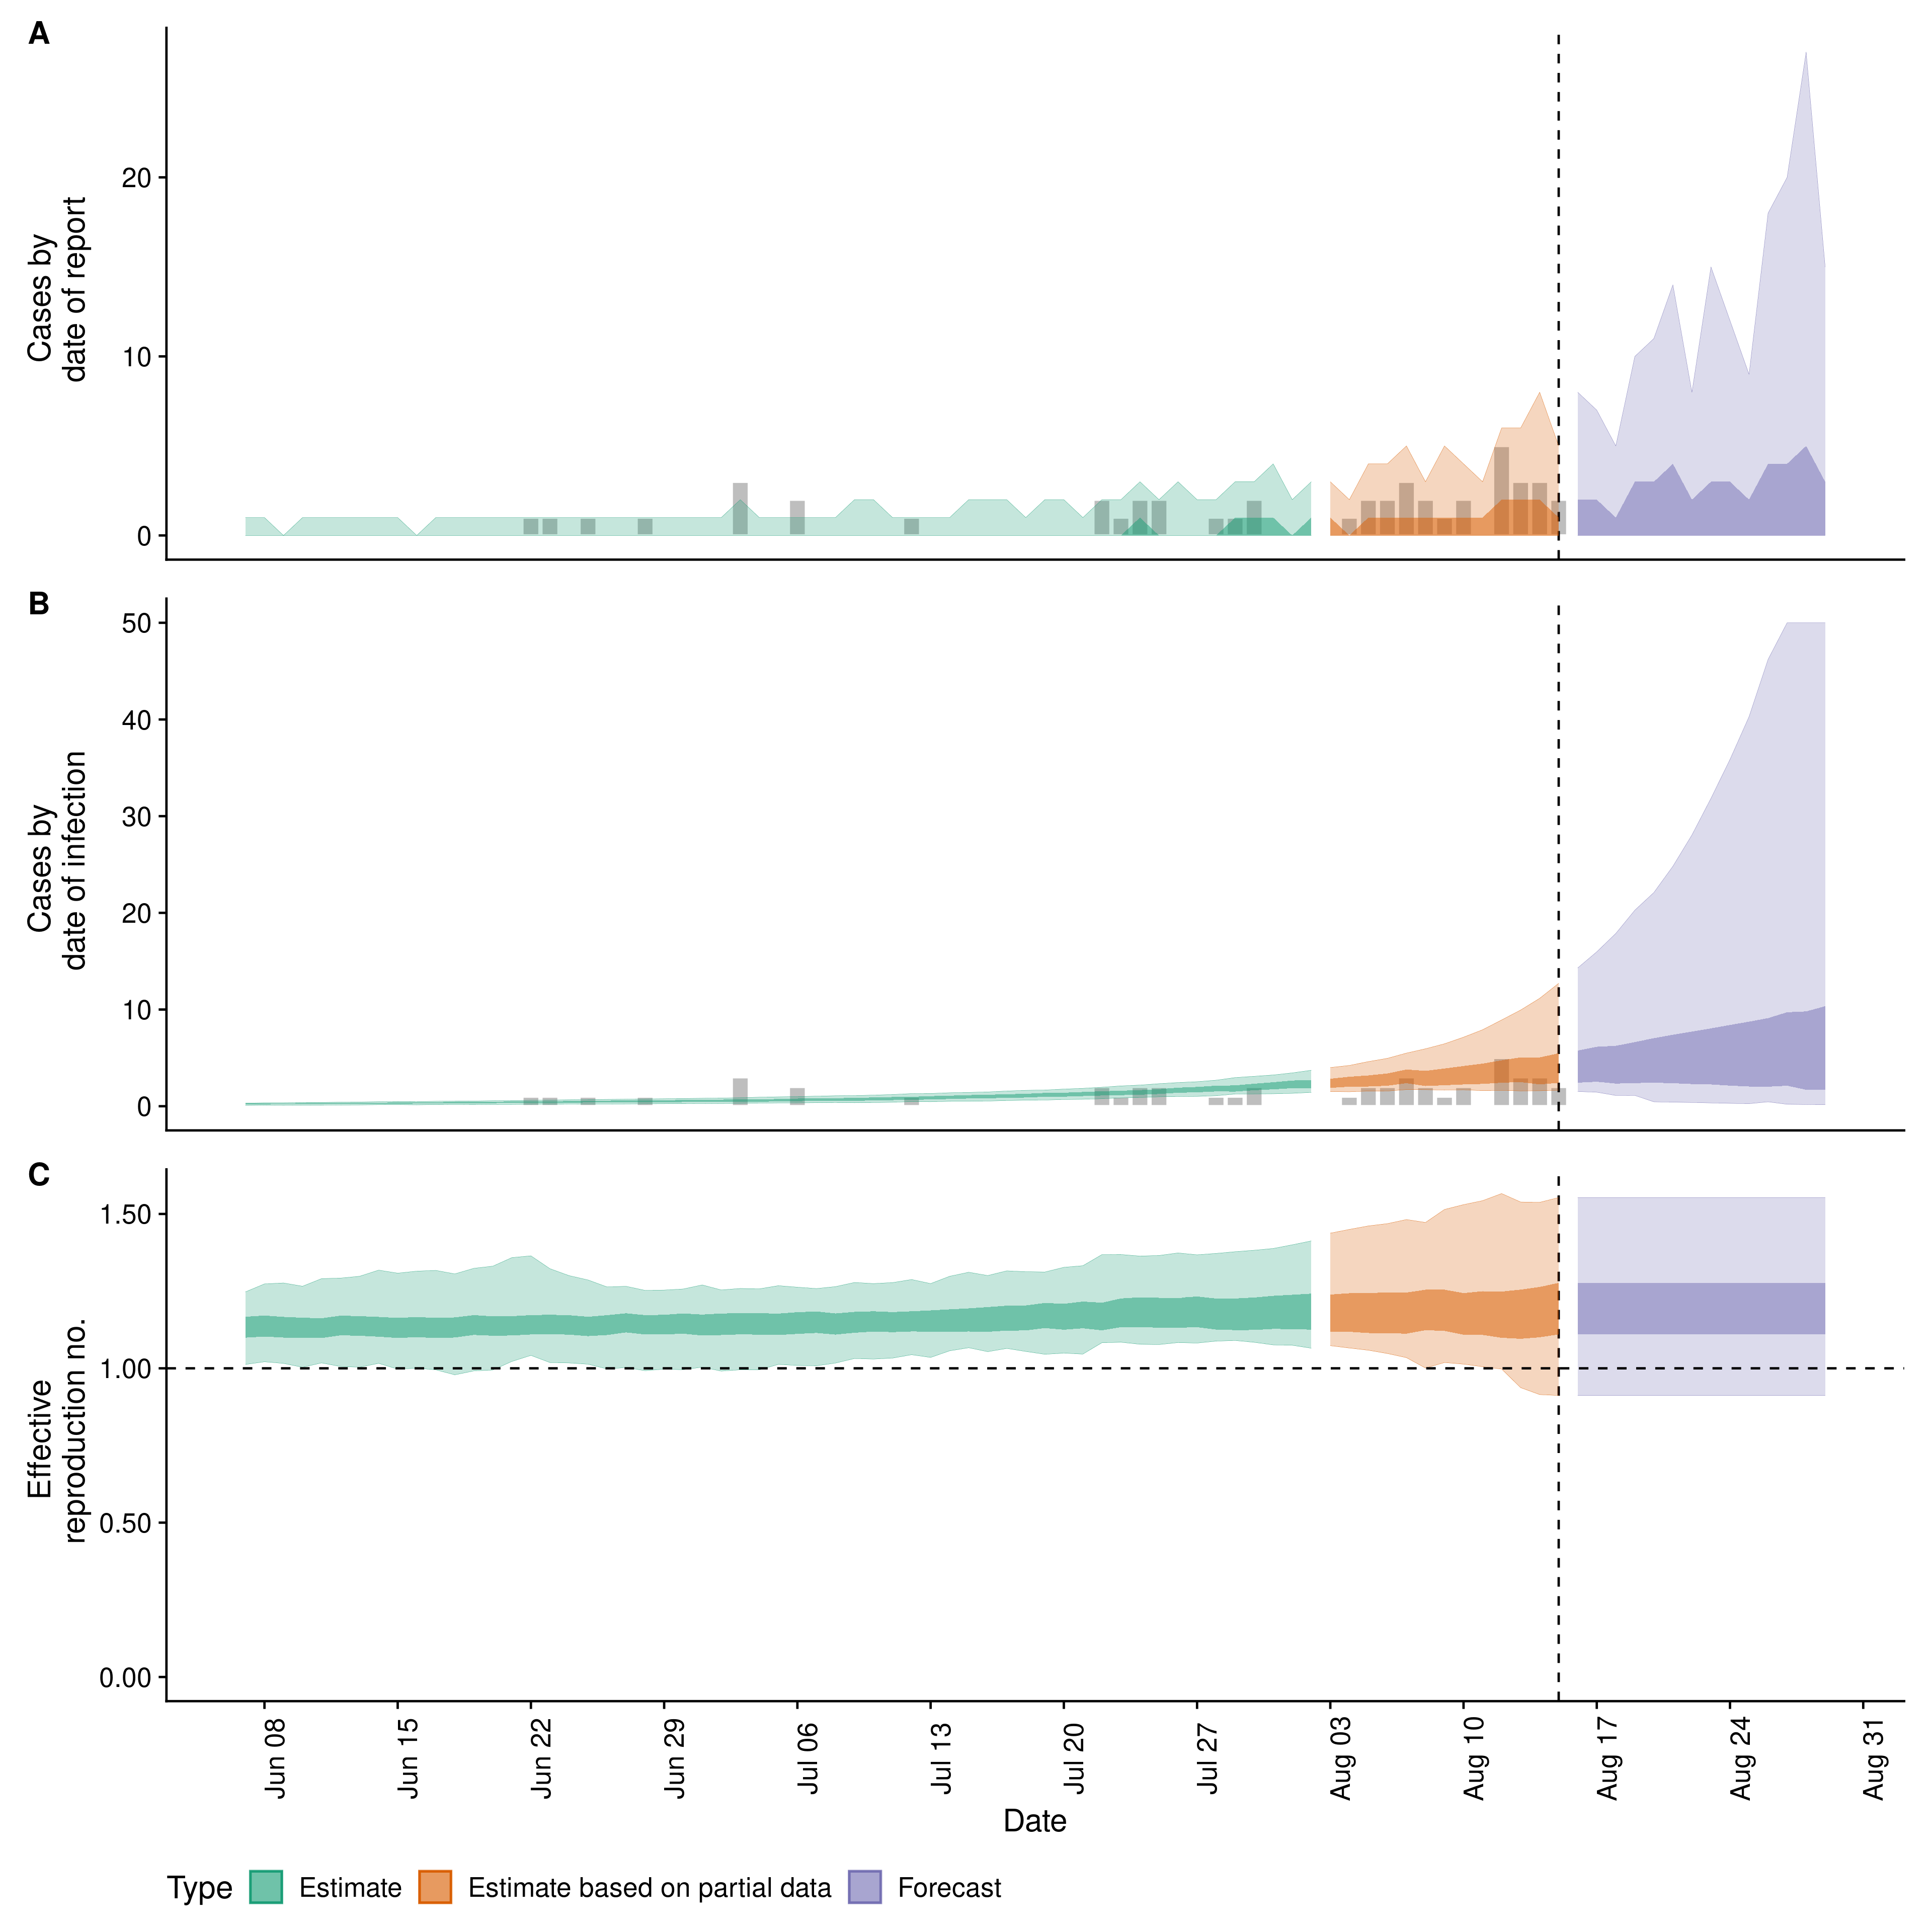 A
Cases by
date of report
20
10
0
B
Cases by
date of infection
50
40
30
20
10
0
C
Effective
reproduction no.
1.50
1.00
0.50
0.00
Jun 08
Jun 15
Jun 22
Jun 29
Jul 06
Jul 13
Jul 20
Jul 27
Aug 03
Aug 10
Aug 17
Aug 24
Aug 31
Date
Type Estimate Estimate based on partial data Forecast